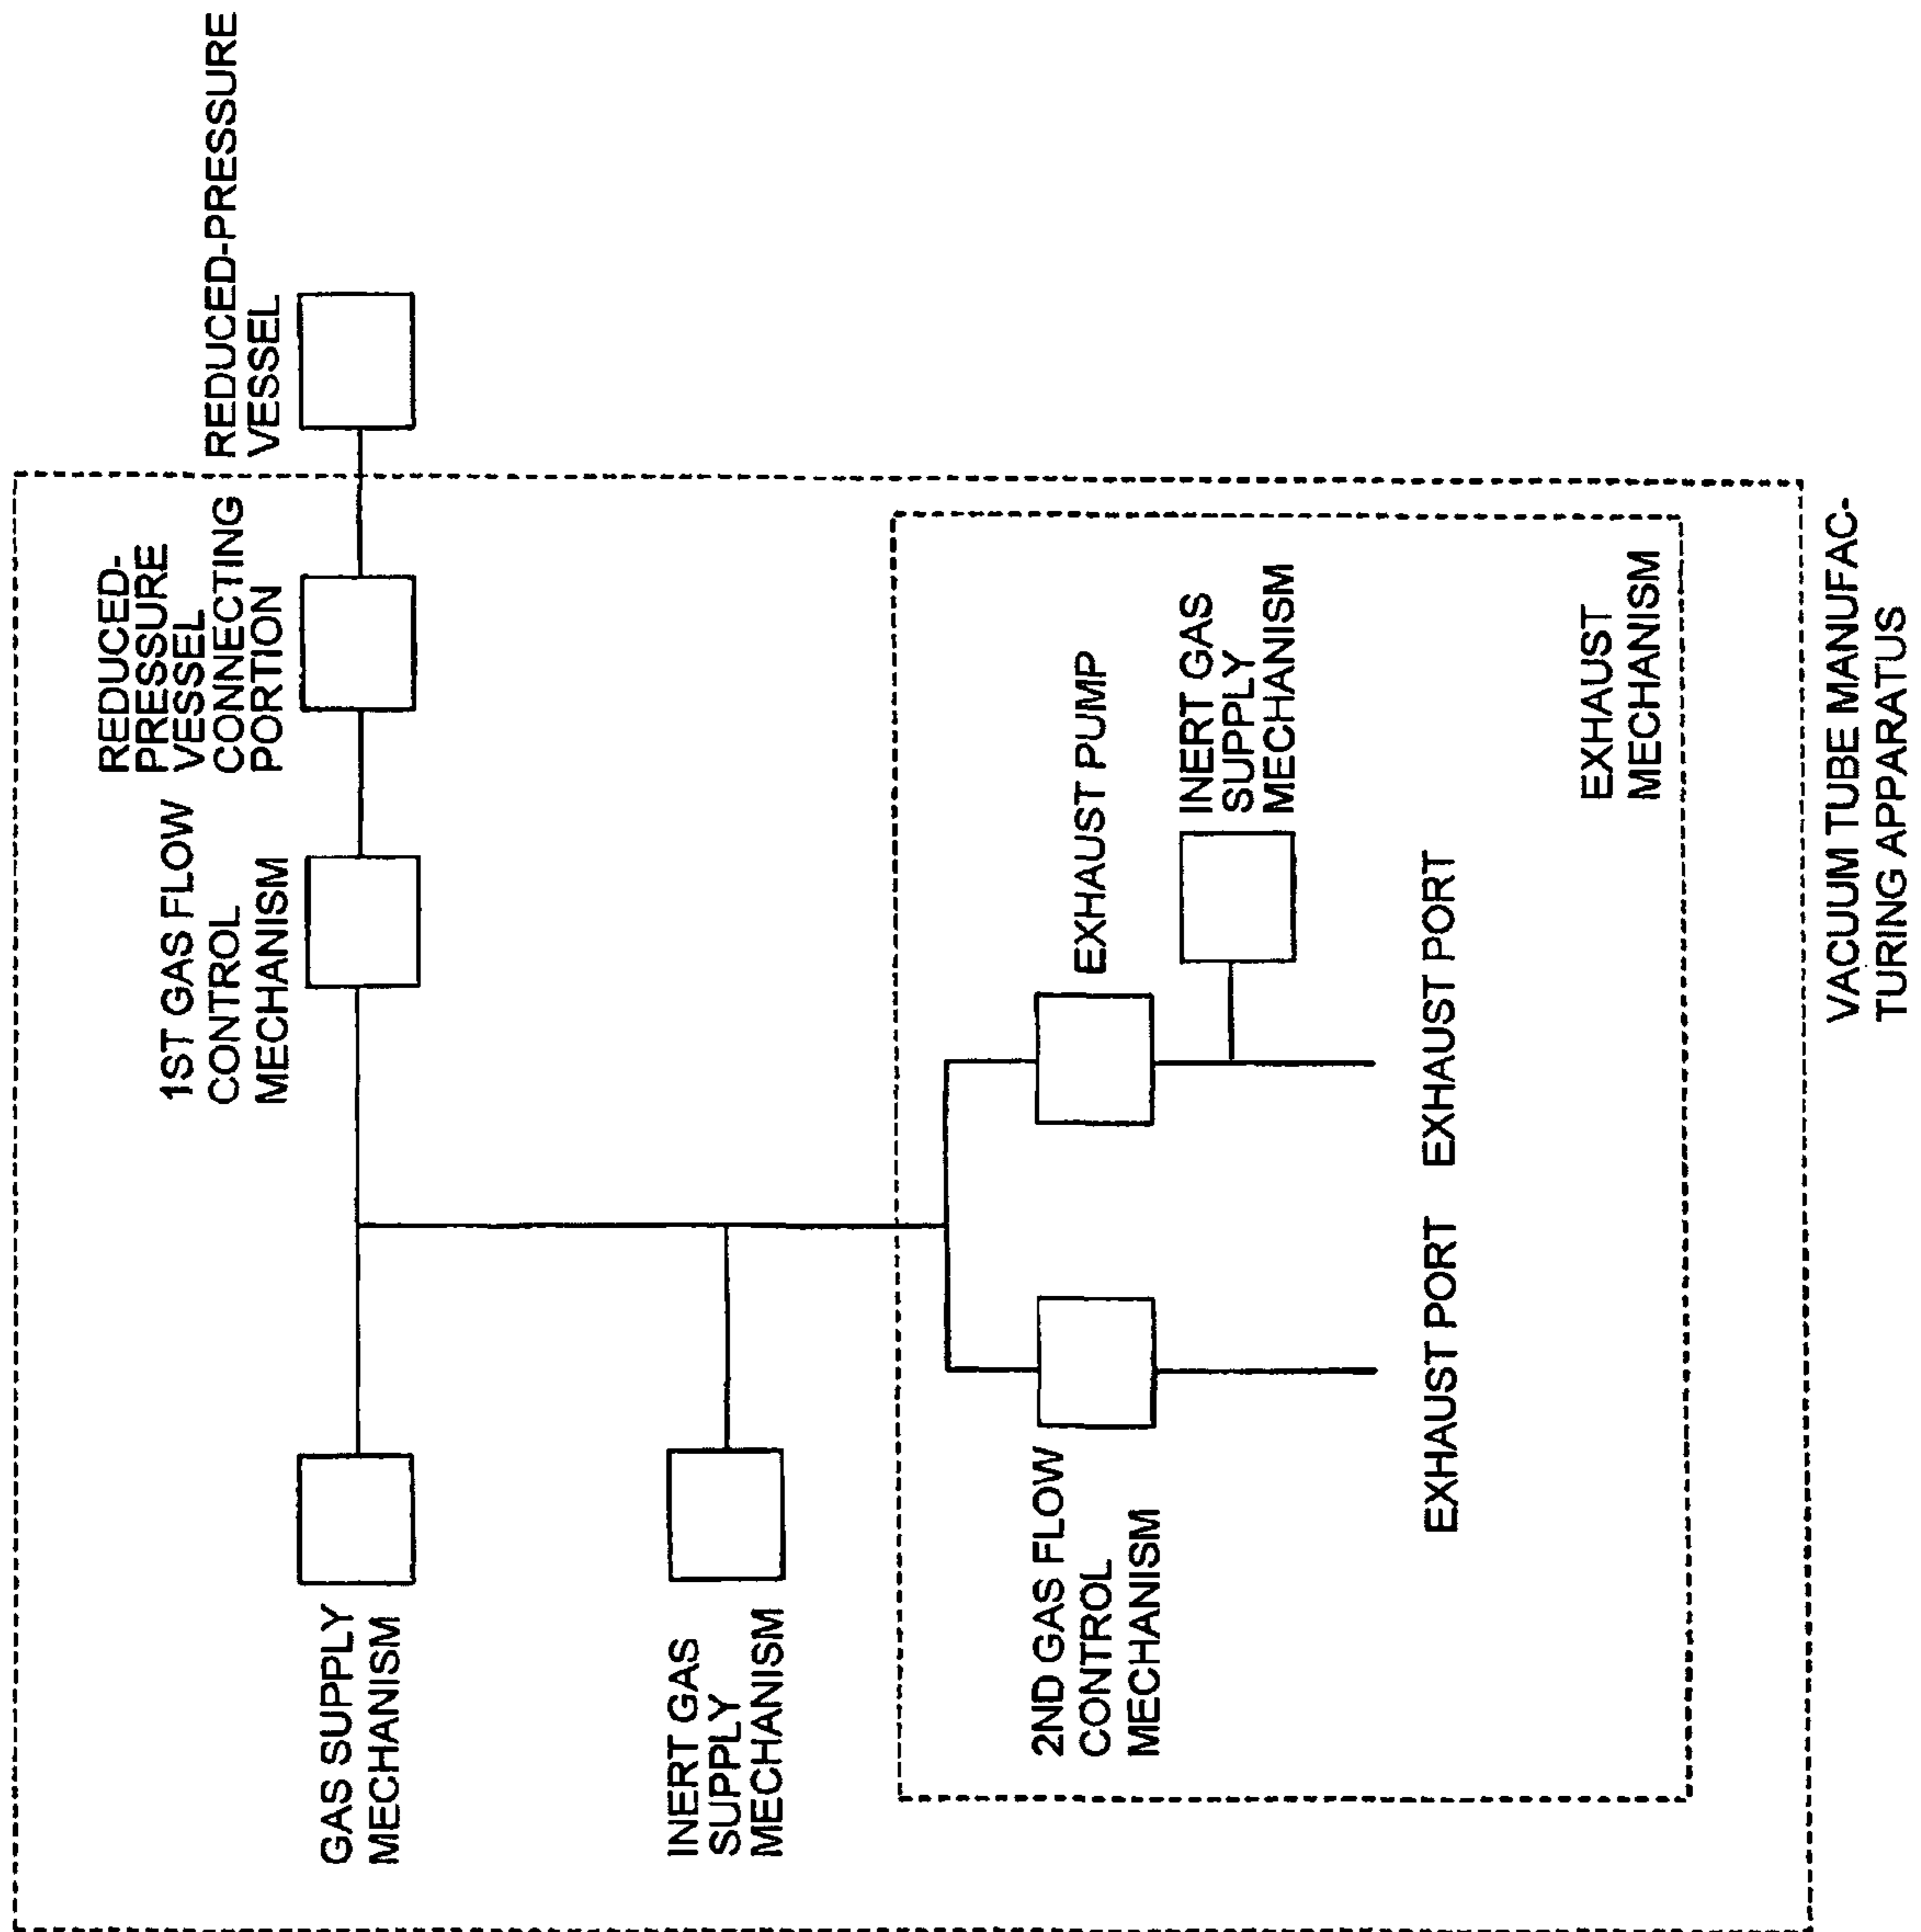 REDUCED-
PRESSURE
VESSEL
CONNECTING
PORTION
1ST GAS FLOW
CONTROL
MECHANISM
REDUCED-PRESSURE
VESSEL
GAS SUPPLY
MECHANISM
INERT GAS
SUPPLY
MECHANISM
2ND GAS FLOW
CONTROL
MECHANISM
EXHAUST PUMP
INERT GAS
SUPPLY
MECHANISM
EXHAUST PORT
EXHAUST PORT
EXHAUST
MECHANISM
VACUUM TUBE MANUFAC-
TURING APPARATUS